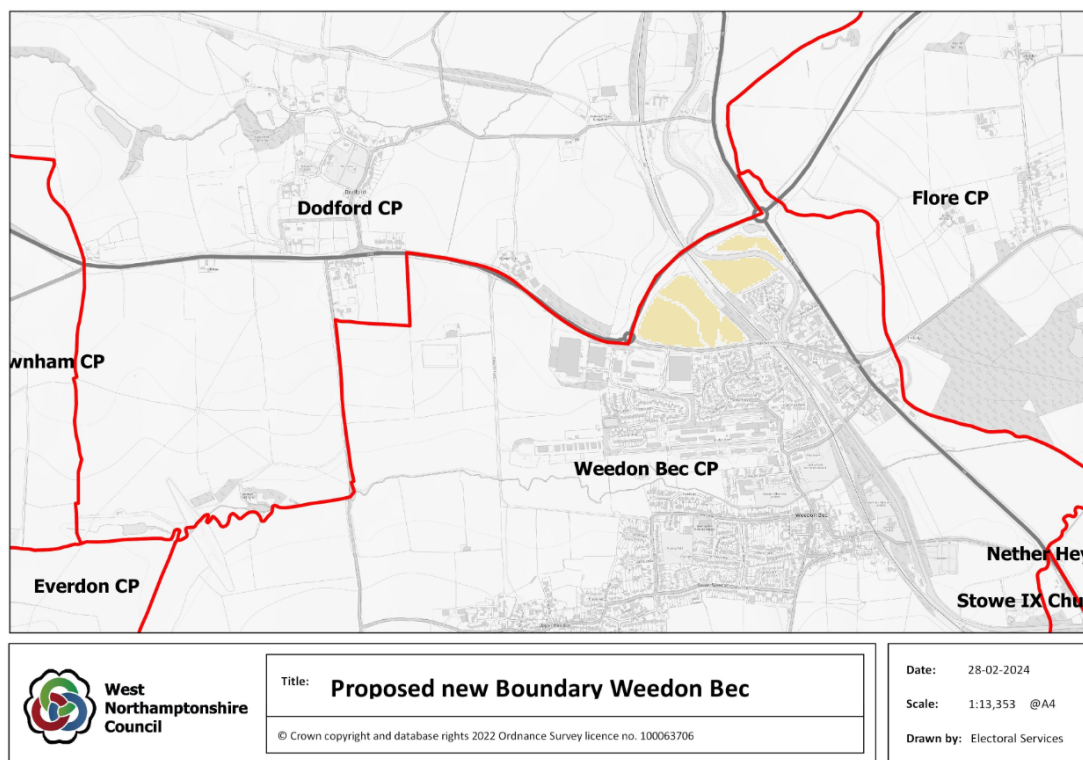 Dodford CP
Flore CP
wnham CP
Weedon Bec CP
Weedon Bec
Nether Hey
Everdon CP
Stowe IX Chu
West
Northamptonshire
Council
Title: Proposed new Boundary Weedon Bec
© Crown copyright and database rights 2022 Ordnance Survey licence no. 100063706
Date: 28-02-2024
Scale: 1:13,353 @A4
Drawn by: Electoral Services